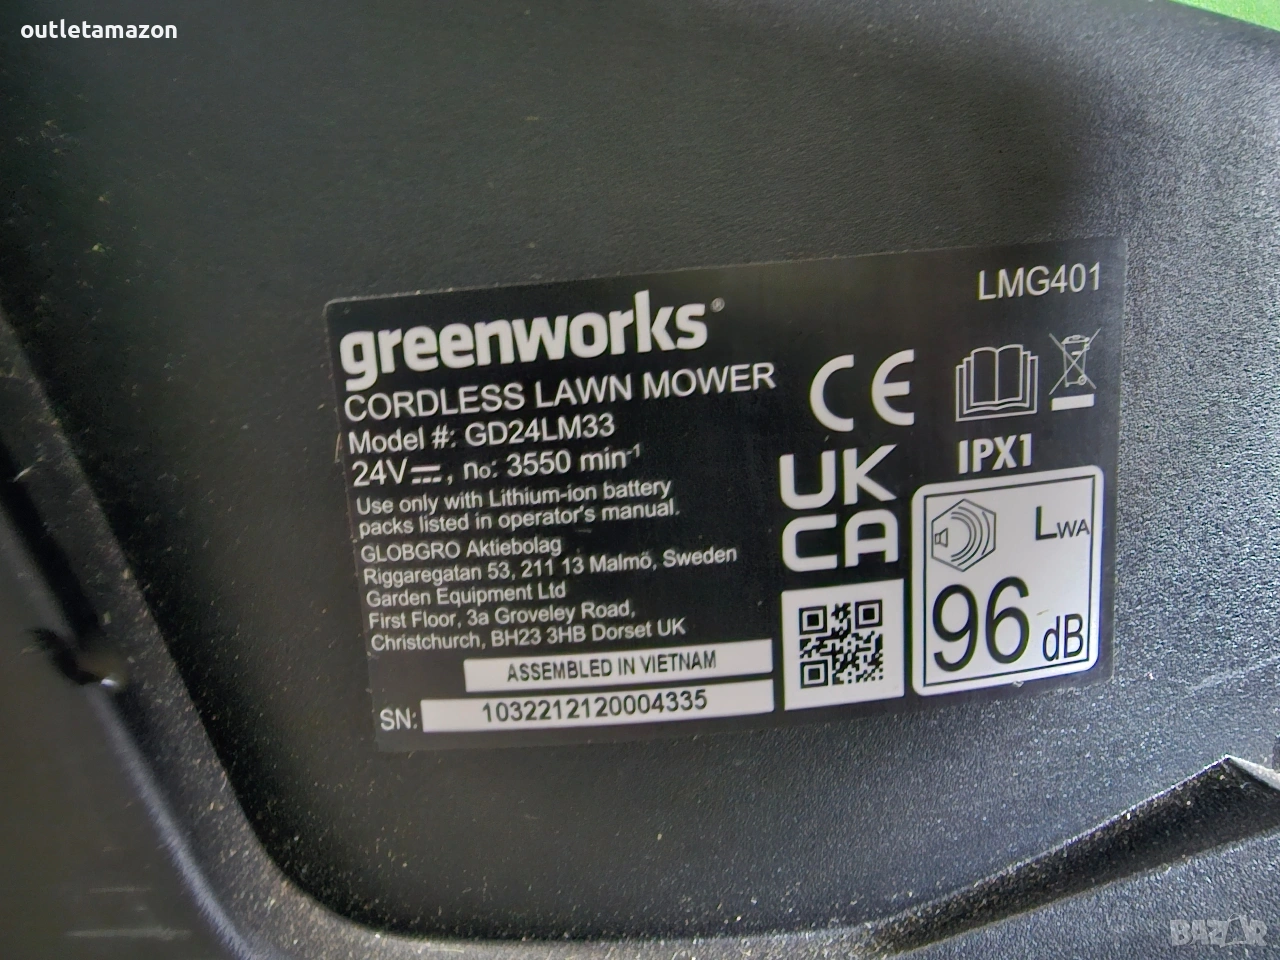 outletamazon
LMG401
greenworks®
CORDLESS LAWN MOWER
Model #: GD24LM33
24V⎓, n₀: 3550 min⁻¹
Use only with Lithium-ion battery
packs listed in operator's manual.
GLOBGRO Aktiebolag
Riggaregatan 53, 211 13 Malmö, Sweden
Garden Equipment Ltd
First Floor, 3a Groveley Road,
Christchurch, BH23 3HB Dorset UK
ASSEMBLED IN VIETNAM
SN: 1032212120004335
CE
UK
CA
IPX1
LWA
96 dB
BAZAR